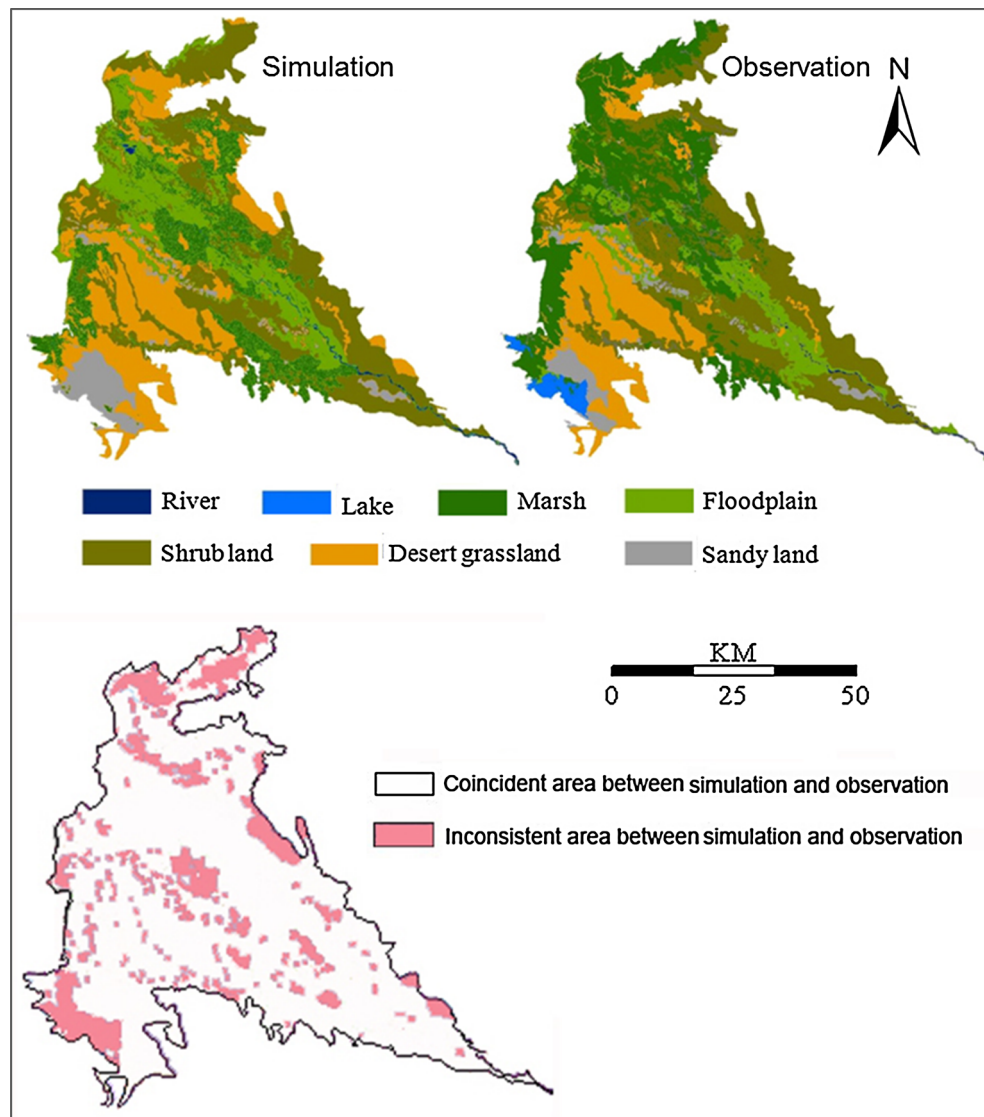 Simulation
Observation
N
River
Lake
Marsh
Floodplain
Shrub land
Desert grassland
Sandy land
KM
0 25 50
Coincident area between simulation and observation
Inconsistent area between simulation and observation